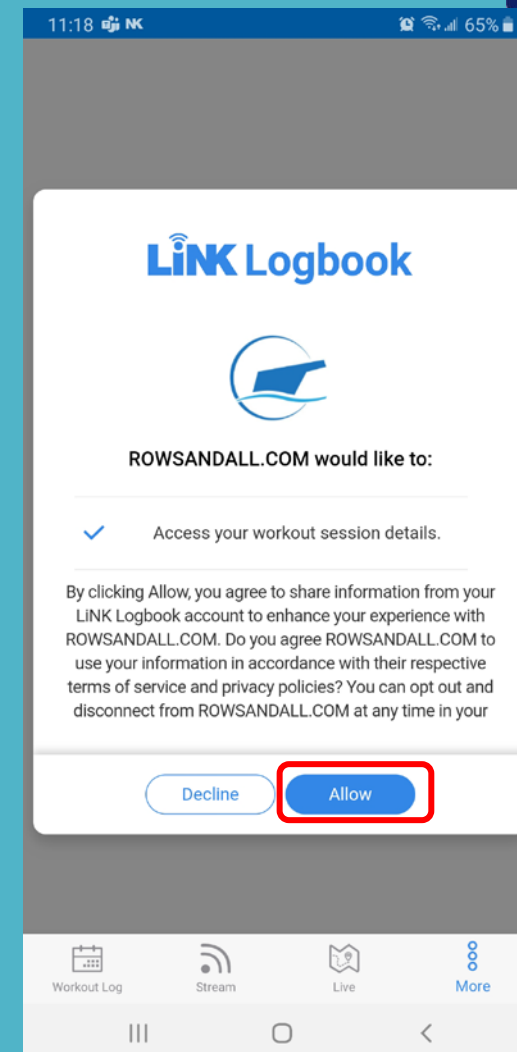 11:18 NK 65%
LiNK Logbook
ROWSANDALL.COM would like to:
Access your workout session details.
By clicking Allow, you agree to share information from your
LiNK Logbook account to enhance your experience with
ROWSANDALL.COM. Do you agree ROWSANDALL.COM to
use your information in accordance with their respective
terms of service and privacy policies? You can opt out and
disconnect from ROWSANDALL.COM at any time in your
Decline Allow
Workout Log Stream Live More